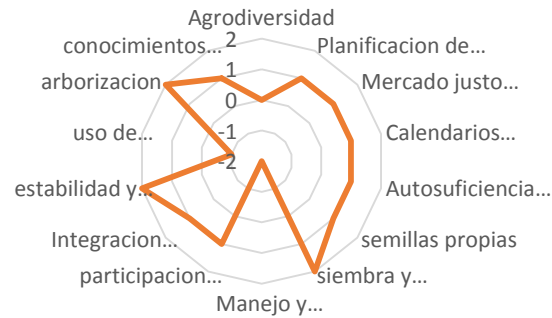 Agrodiversidad
Planificacion de…
Mercado justo…
Calendarios…
Autosuficiencia…
semillas propias
siembra y…
Manejo y…
participacion…
Integracion…
estabilidad y…
uso de…
arborizacion
conocimientos…
2
1
0
-1
-2